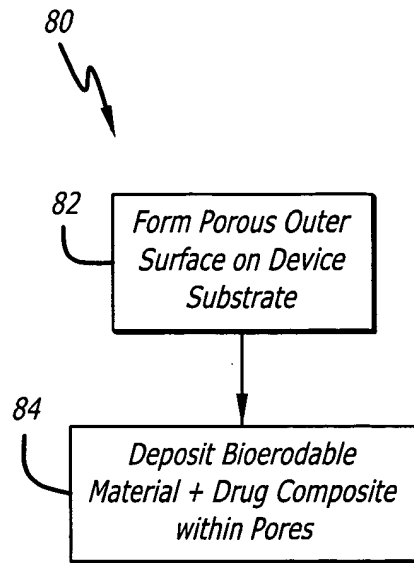 80
82
Form Porous Outer
Surface on Device
Substrate
84
Deposit Bioerodable
Material + Drug Composite
within Pores